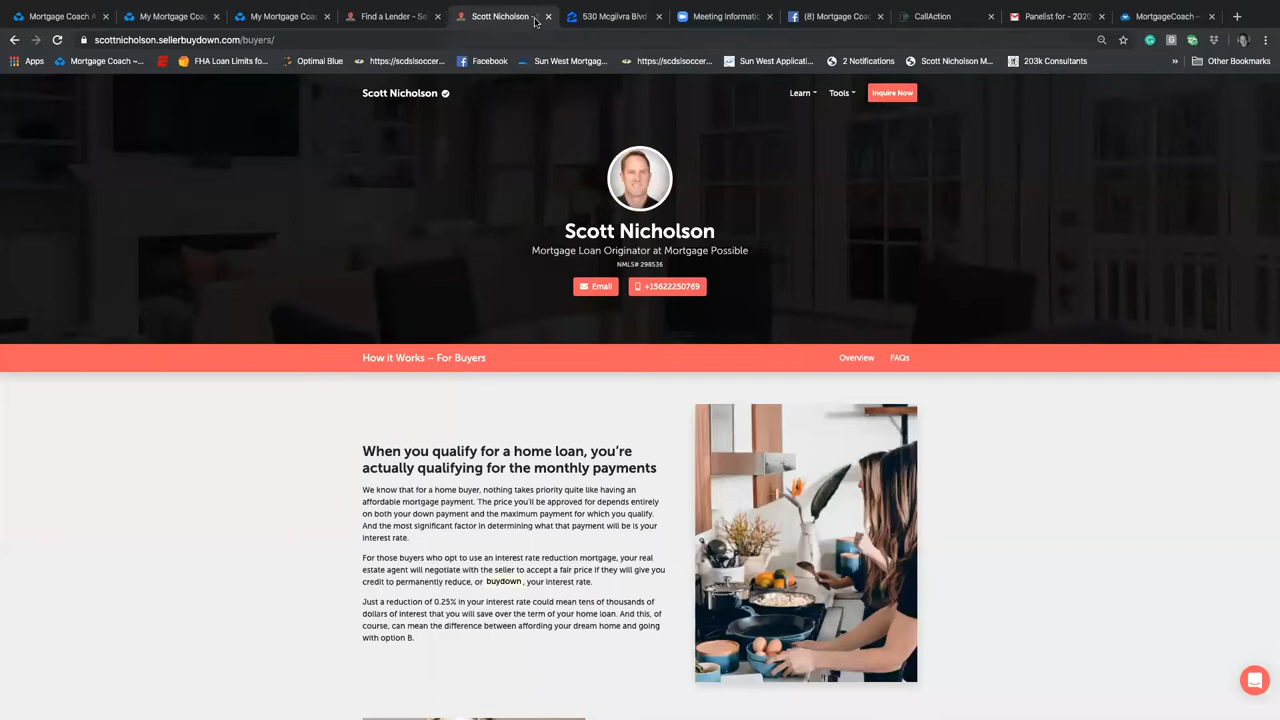 Mortgage Coach A
My Mortgage Coac
My Mortgage Coac
Find a Lender - Se
Scott Nicholson
530 Mcgilvra Blvd
Meeting Informatic
(8) Mortgage Coac
CallAction
Panelist for - 2020
MortgageCoach –
scottnicholson.sellerbuydown.com/buyers/
Apps
Mortgage Coach ~...
FHA Loan Limits fo...
Optimal Blue
https://scdslsoccer...
Facebook
Sun West Mortgag...
https://scdslsoccer...
Sun West Applicati...
2 Notifications
Scott Nicholson M...
203k Consultants
»
Other Bookmarks
Scott Nicholson
Learn
Tools
Inquire Now
Scott Nicholson
Mortgage Loan Originator at Mortgage Possible
NMLS# 298536
Email
+15622250769
How it Works – For Buyers
Overview
FAQs
When you qualify for a home loan, you're
actually qualifying for the monthly payments
We know that for a home buyer, nothing takes priority quite like having an
affordable mortgage payment. The price you'll be approved for depends entirely
on both your down payment and the maximum payment for which you qualify.
And the most significant factor in determining what that payment will be is your
interest rate.
For those buyers who opt to use an interest rate reduction mortgage, your real
estate agent will negotiate with the seller to accept a fair price if they will give you
credit to permanently reduce, or buydown, your interest rate.
Just a reduction of 0.25% in your interest rate could mean tens of thousands of
dollars of interest that you will save over the term of your home loan. And this, of
course, can mean the difference between affording your dream home and going
with option B.